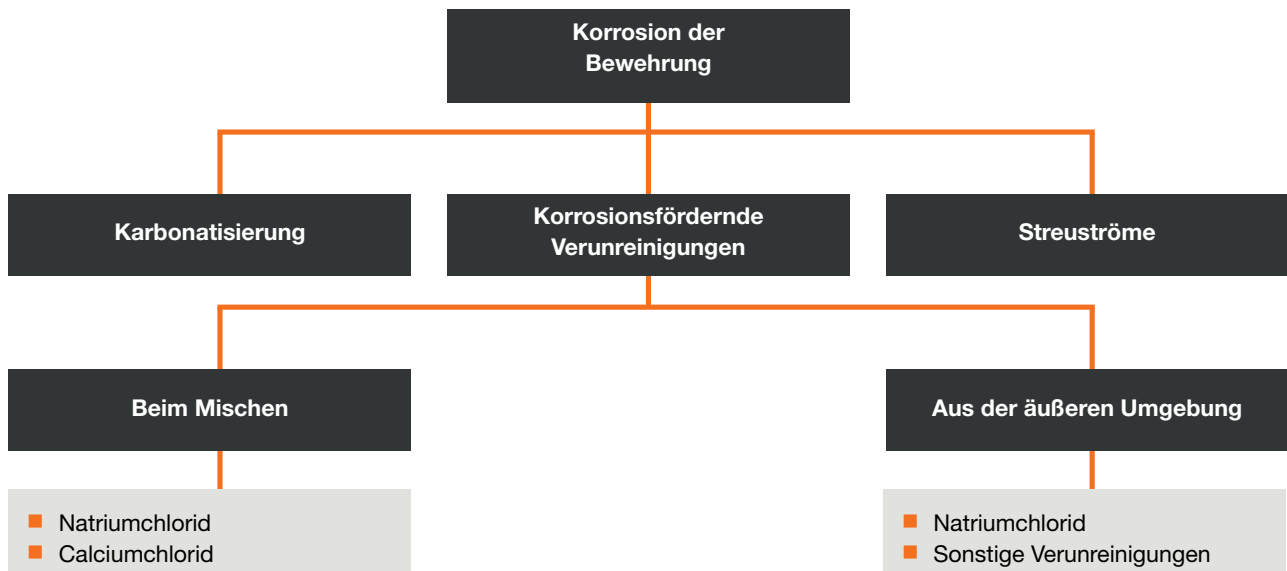 Korrosion der
Bewehrung
Karbonatisierung
Korrosionsfördernde
Verunreinigungen
Streuströme
Beim Mischen
Aus der äußeren Umgebung
Natriumchlorid
Calciumchlorid
Natriumchlorid
Sonstige Verunreinigungen